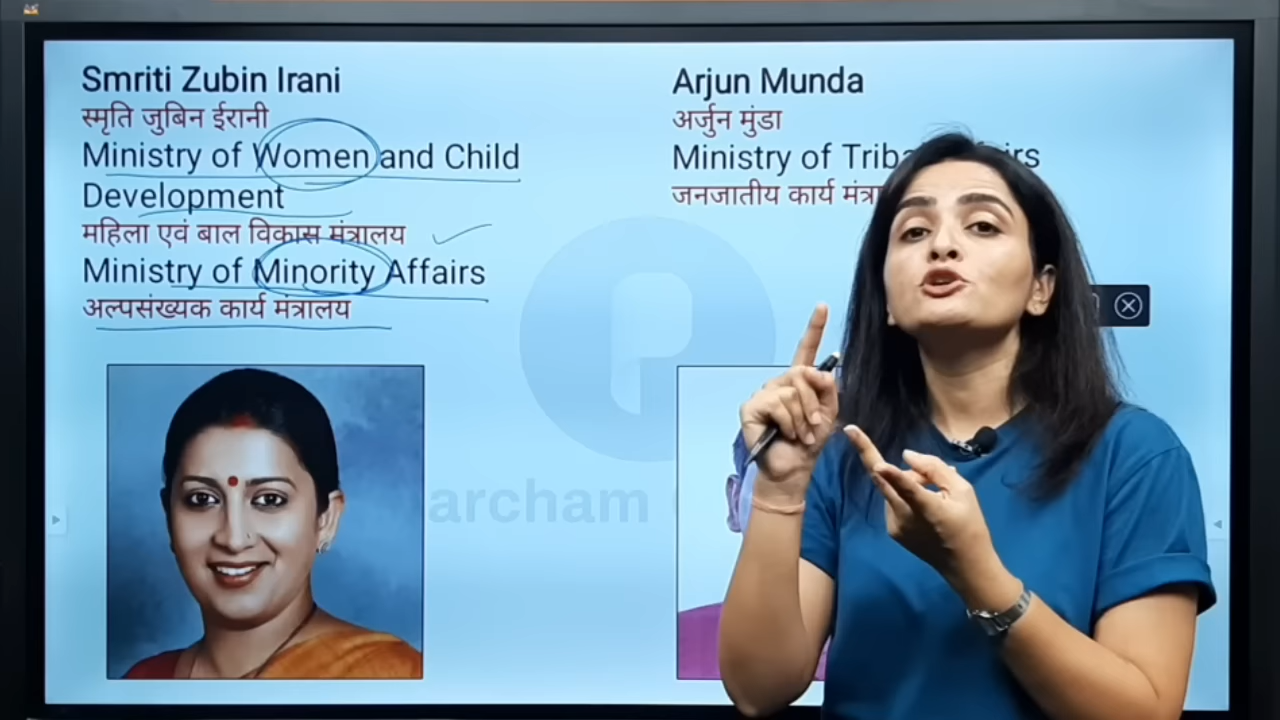 Smriti Zubin Irani
स्मृति जुबिन ईरानी
Ministry of Women and Child
Development
महिला एवं बाल विकास मंत्रालय
Ministry of Minority Affairs
अल्पसंख्यक कार्य मंत्रालय
Arjun Munda
अर्जुन मुंडा
Ministry of
जनजातीय कार्य
archam